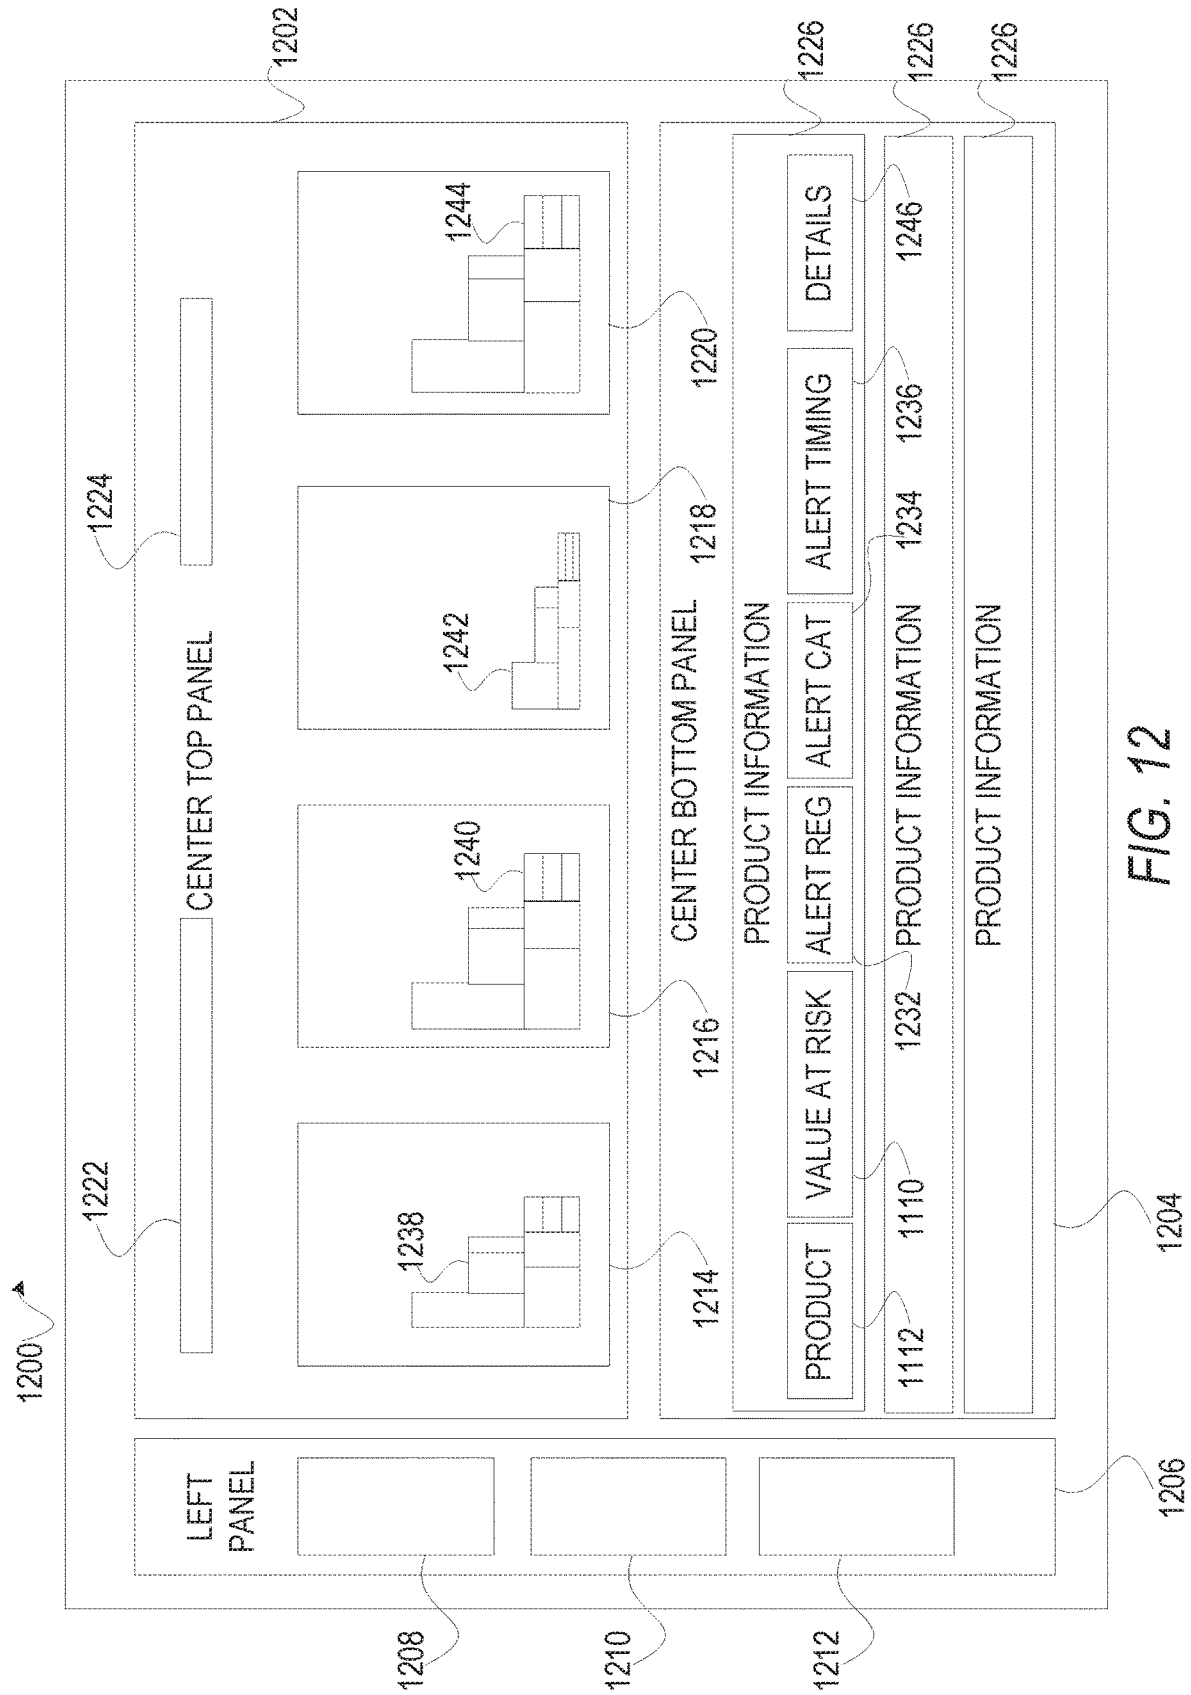 1200
1222
1224
1202
CENTER TOP PANEL
LEFT
PANEL
1208
1210
1212
1206
1238
1240
1242
1244
1214
1216
1218
1220
CENTER BOTTOM PANEL
PRODUCT INFORMATION
1226
PRODUCT
VALUE AT RISK
ALERT REG
ALERT CAT
ALERT TIMING
DETAILS
1112
1110
1232
1234
1236
1246
PRODUCT INFORMATION
1226
PRODUCT INFORMATION
1226
1204
FIG. 12